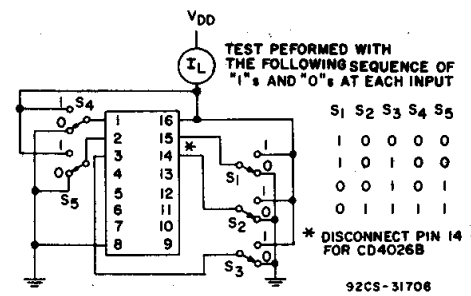 VDD
IL
TEST PEFORMED WITH
THE FOLLOWING SEQUENCE OF
"1"s AND "0"s AT EACH INPUT
1 S4
0
1
0
S5
1 16
2 15
3 14 *
4 13
5 12
6 11
7 10
8 9
1
S1 0
1
S2 0
1
S3 0
S1 S2 S3 S4 S5
1 0 0 0 0
1 0 1 0 0
0 0 1 0 1
0 1 1 1 1
* DISCONNECT PIN 14
FOR CD4026B
92CS-31706